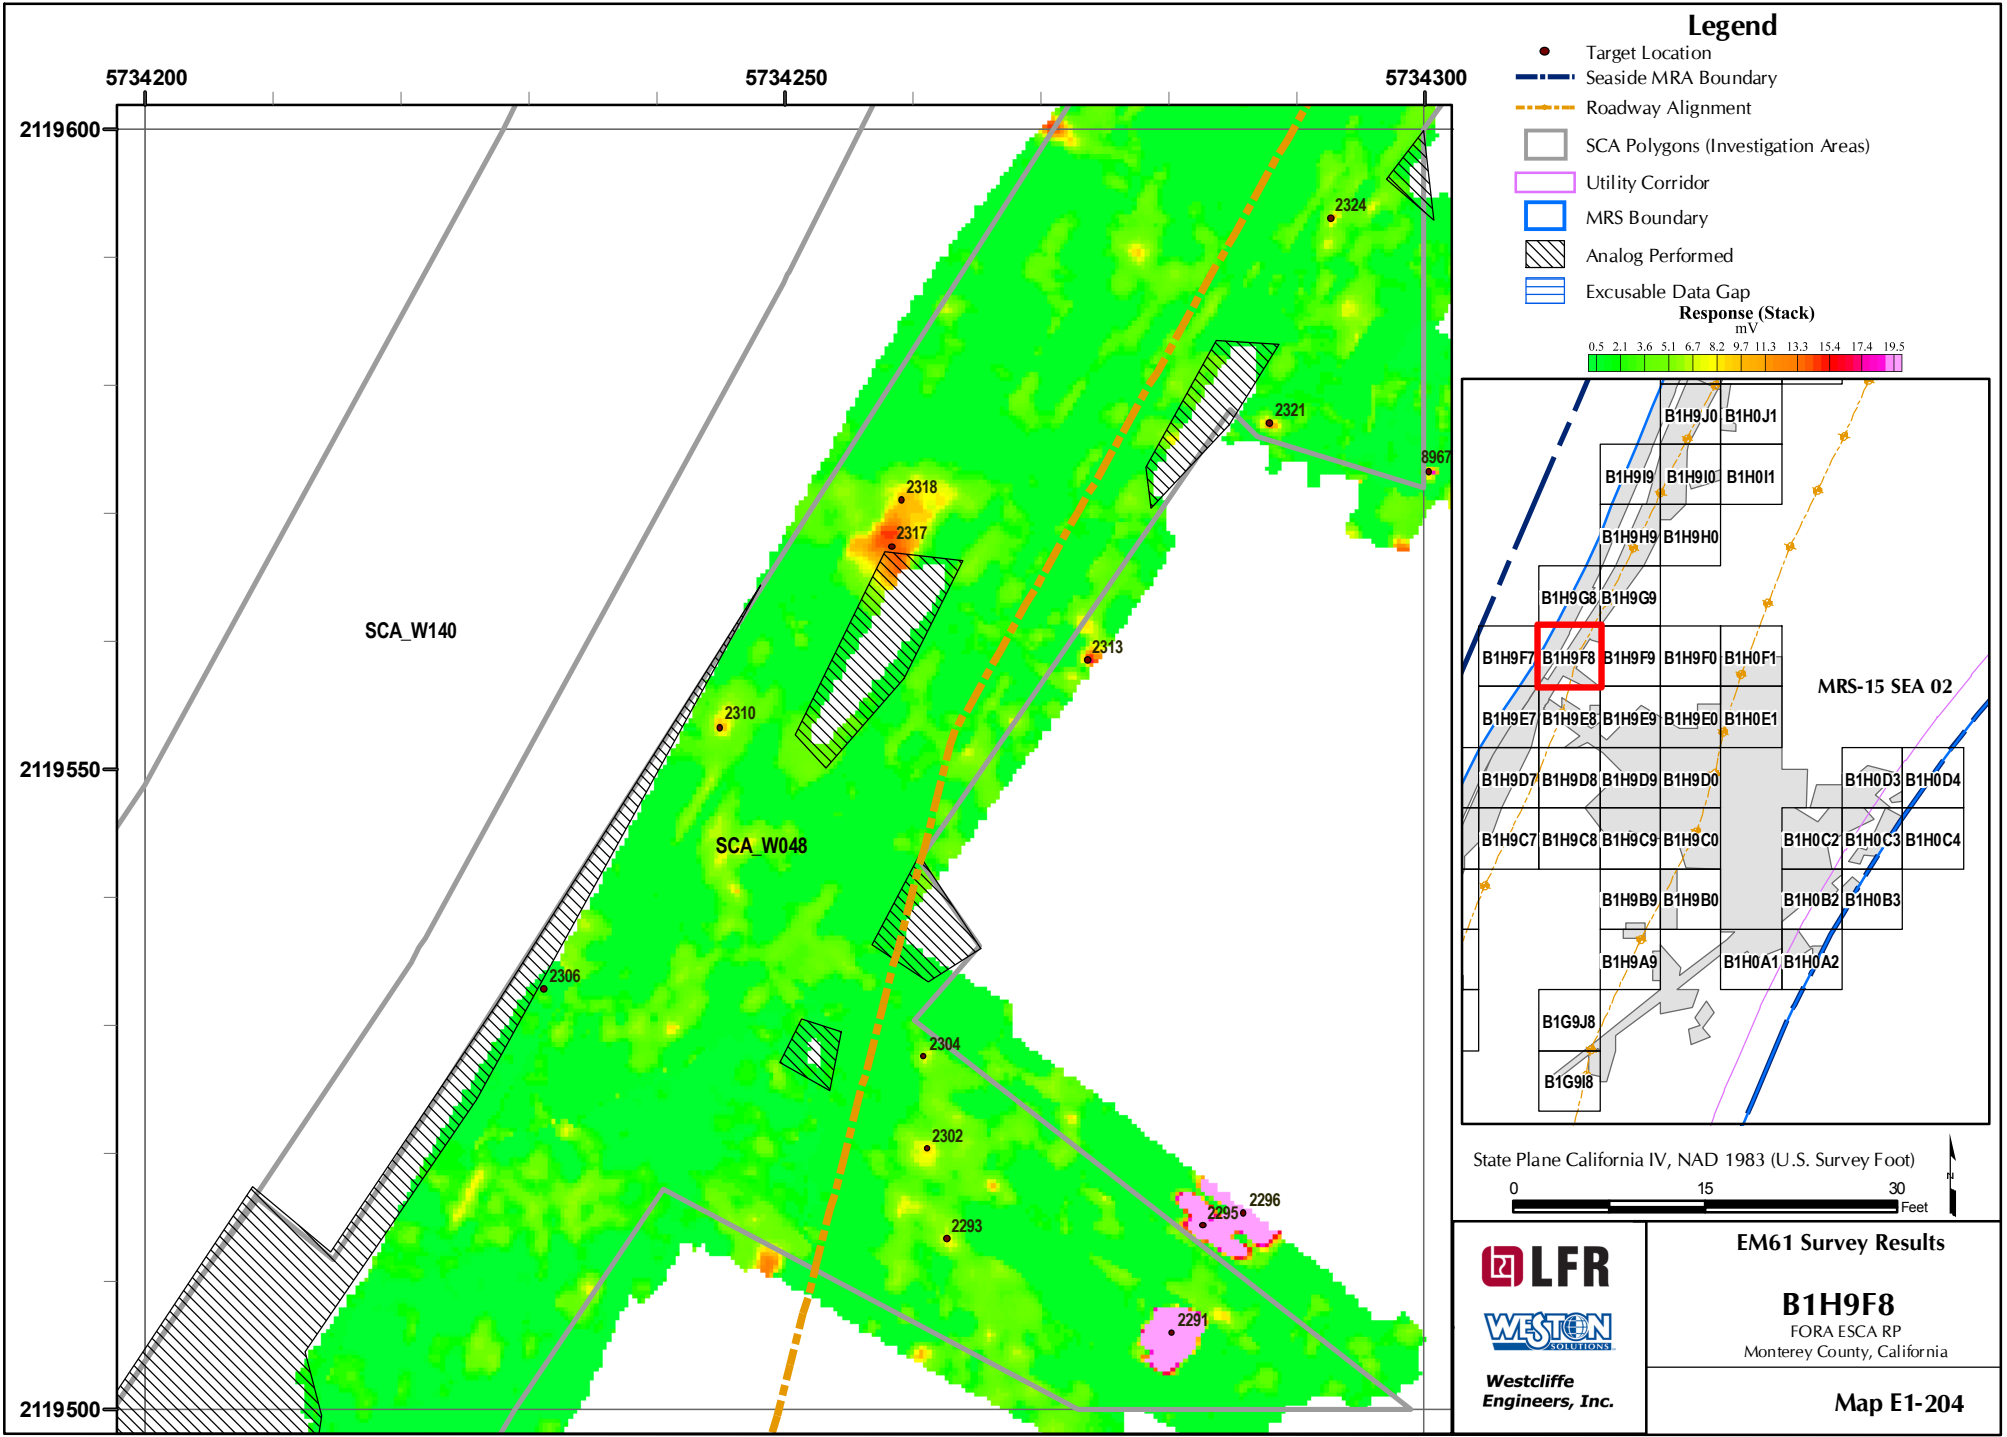 5734200
5734250
5734300
2119600
2119550
2119500
2324
2321
8967
2318
2317
2313
2310
2306
2304
2302
2296
2295
2293
2291
SCA_W140
SCA_W048
Legend
Target Location
Seaside MRA Boundary
Roadway Alignment
SCA Polygons (Investigation Areas)
Utility Corridor
MRS Boundary
Analog Performed
Excusable Data Gap
Response (Stack)
mV
0.5 2.1 3.6 5.1 6.7 8.2 9.7 11.3 13.3 15.4 17.4 19.5
B1H9J0 B1H0J1
B1H9I9 B1H9I0 B1H0I1
B1H9H9 B1H9H0
B1H9G8 B1H9G9
B1H9F7 B1H9F8 B1H9F9 B1H9F0 B1H0F1
MRS-15 SEA 02
B1H9E7 B1H9E8 B1H9E9 B1H9E0 B1H0E1
B1H9D7 B1H9D8 B1H9D9 B1H9D0 B1H0D3 B1H0D4
B1H9C7 B1H9C8 B1H9C9 B1H9C0 B1H0C2 B1H0C3 B1H0C4
B1H9B9 B1H9B0 B1H0B2 B1H0B3
B1H9A9 B1H0A1 B1H0A2
B1G9J8
B1G9I8
State Plane California IV, NAD 1983 (U.S. Survey Foot)
N
0 15 30
Feet
LFR
WESTON
SOLUTIONS
Westcliffe
Engineers, Inc.
EM61 Survey Results
B1H9F8
FORA ESCA RP
Monterey County, California
Map E1-204